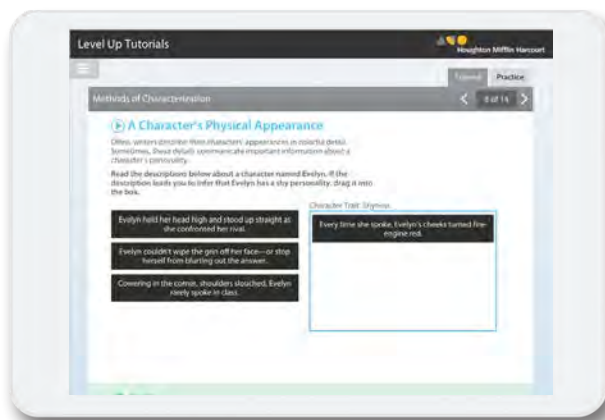 Level Up Tutorials
Houghton Mifflin Harcourt
Tutorial Practice
Methods of Characterization
8 of 14
A Character's Physical Appearance
Often, writers describe their characters' appearances in colorful detail.
Sometimes, these details communicate important information about a
character's personality.
Read the descriptions below about a character named Evelyn. If the
description leads you to infer that Evelyn has a shy personality, drag it into
the box.
Character Trait: Shyness
Evelyn held her head high and stood up straight as
she confronted her rival.
Every time she spoke, Evelyn's cheeks turned fire-
engine red.
Evelyn couldn't wipe the grin off her face—or stop
herself from blurting out the answer.
Cowering in the corner, shoulders slouched, Evelyn
rarely spoke in class.